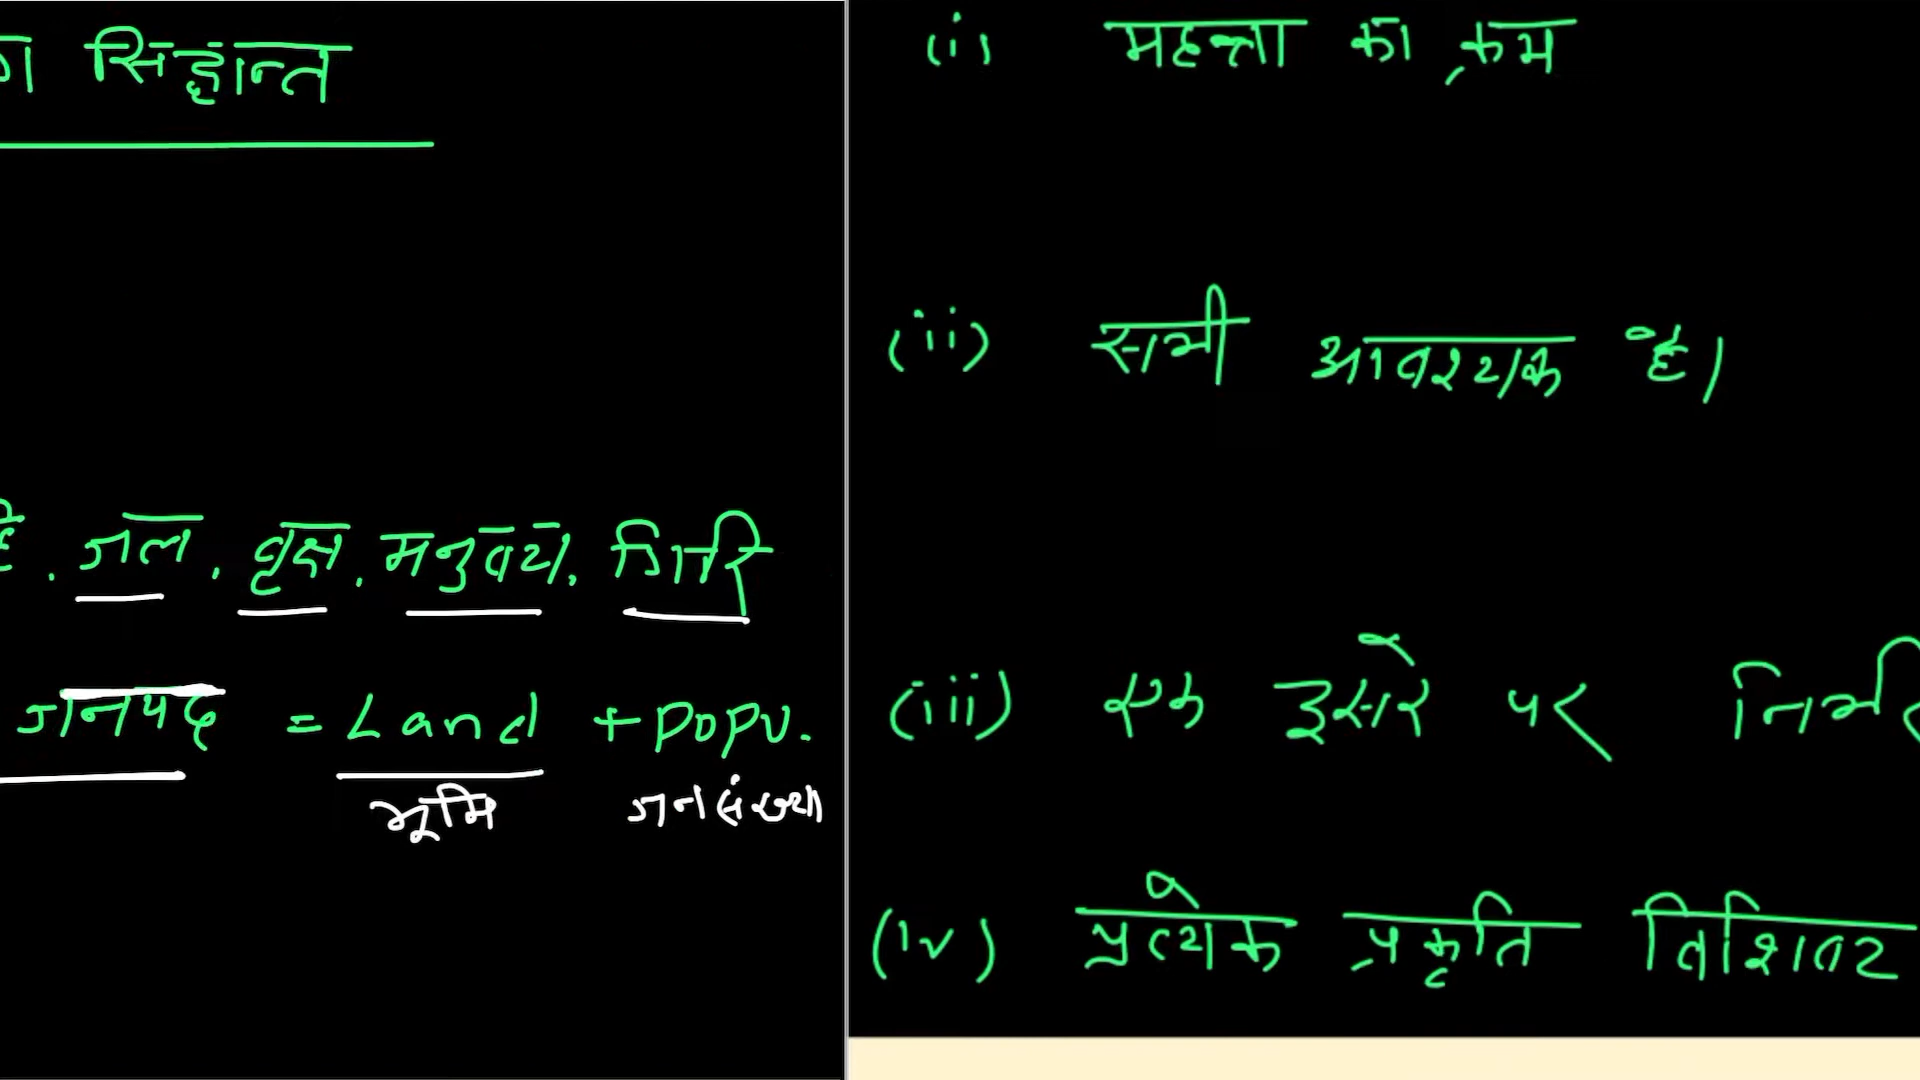 का सिद्धान्त
जल, वृक्ष, मनुष्यों, गिरि
जनपद = Land + Popu.
भूमि जनसंख्या
(i) महत्ता का क्रम
(ii) सभी आवश्यक है।
(iii) एक दूसरे पर निर्भर
(iv) प्रत्येक प्रकृति विशिष्ट